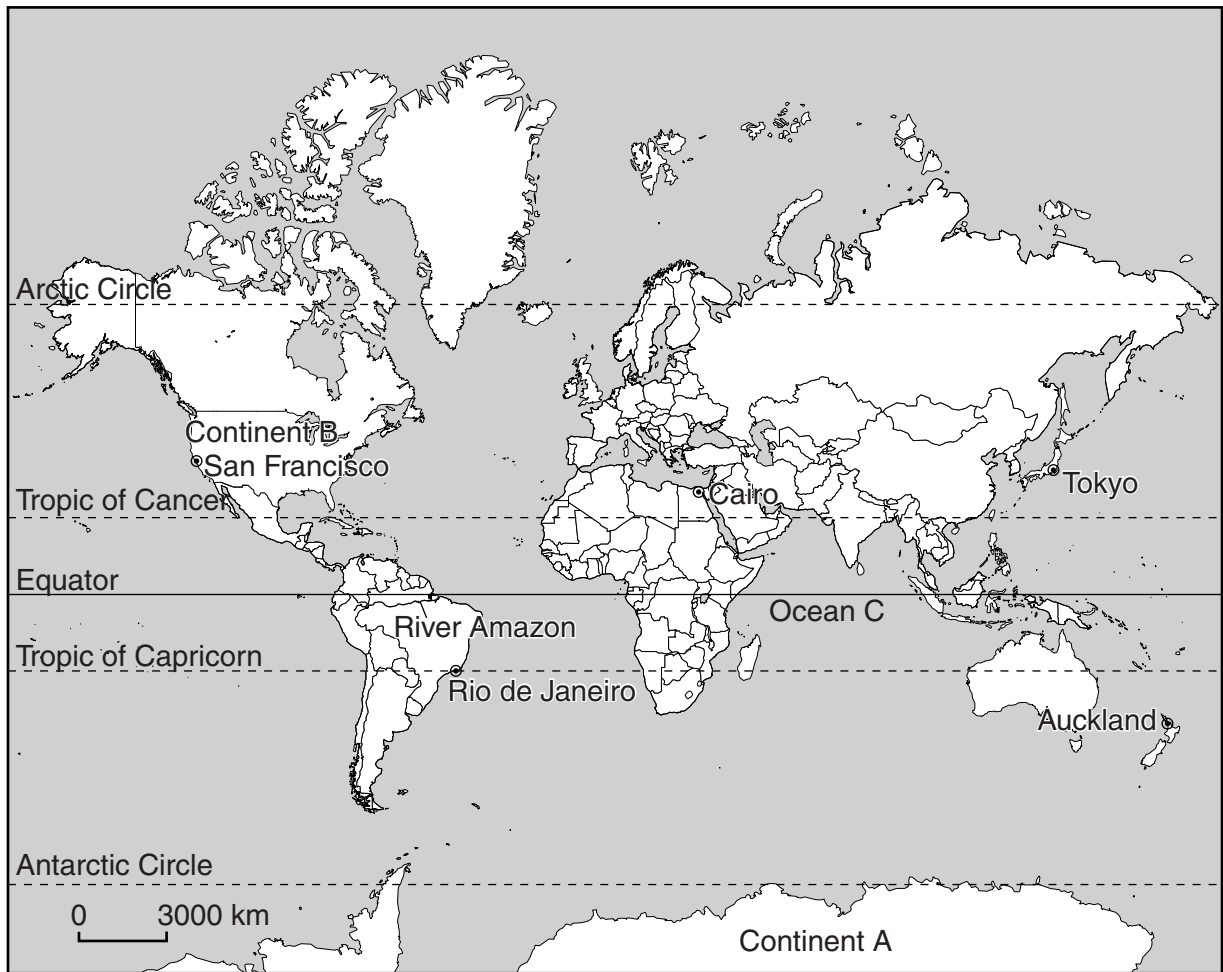 Arctic Circle
Continent B
San Francisco
Tokyo
Cairo
Tropic of Cancer
Equator
Ocean C
River Amazon
Tropic of Capricorn
Rio de Janeiro
Auckland
Antarctic Circle
0 3000 km
Continent A